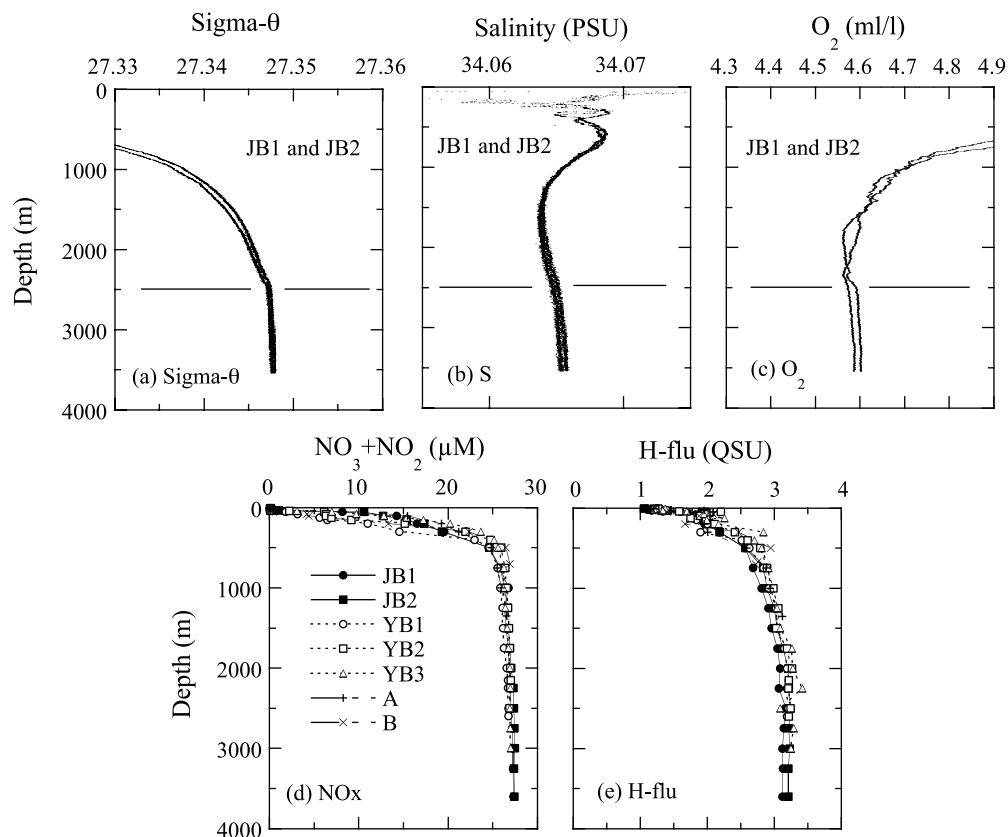 Sigma-θ Salinity (PSU) O2 (ml/l)
27.33 27.34 27.35 27.36 34.06 34.07 4.3 4.4 4.5 4.6 4.7 4.8 4.9
0
JB1 and JB2 JB1 and JB2 JB1 and JB2
1000
Depth (m)
2000
3000
(a) Sigma-θ (b) S (c) O2
4000
NO3+NO2 (µM) H-flu (QSU)
0 10 20 30 0 1 2 3 4
0
JB1
1000
JB2
YB1
YB2
Depth (m)
2000
YB3
A
B
3000
(d) NOx (e) H-flu
4000